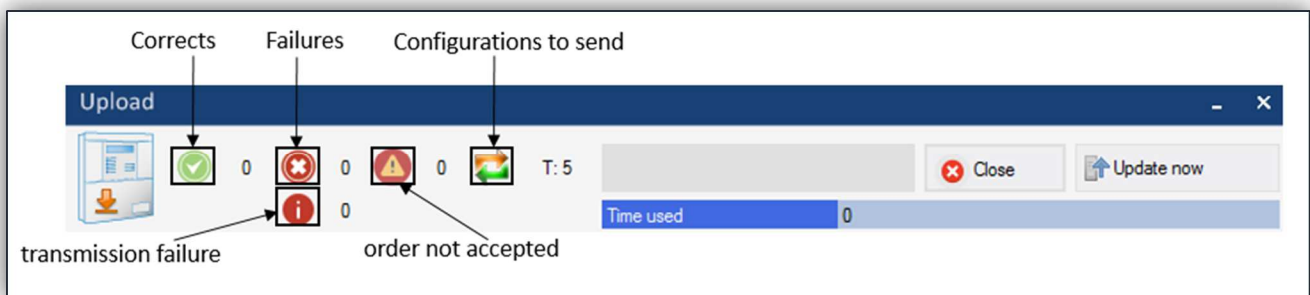 Corrects Failures Configurations to send
Upload
0 0 0 T: 5 Close Update now
0 Time used 0
transmission failure order not accepted